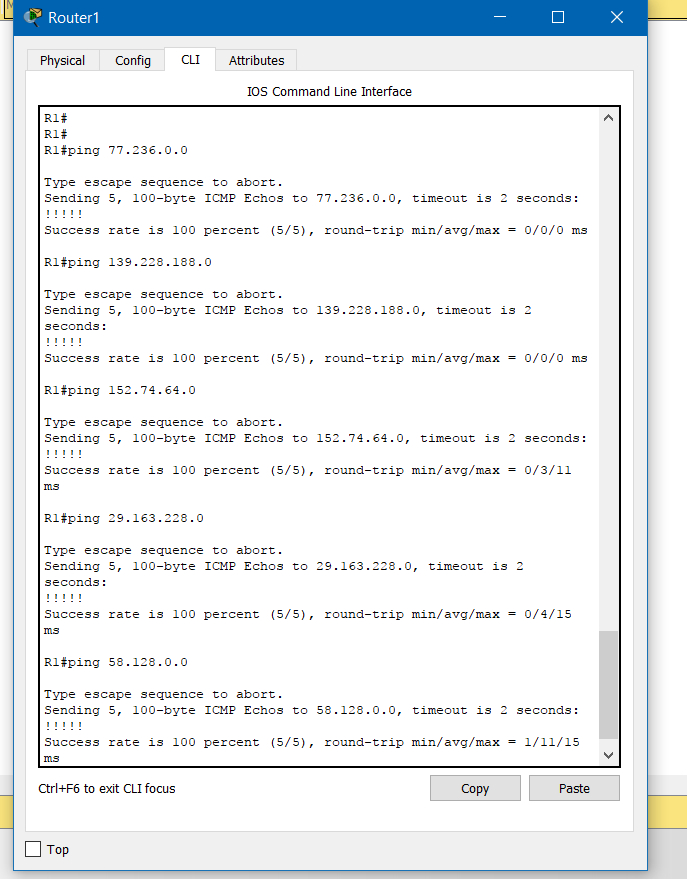 Router1
Physical Config CLI Attributes
IOS Command Line Interface
R1#
R1#
R1#ping 77.236.0.0
Type escape sequence to abort.
Sending 5, 100-byte ICMP Echos to 77.236.0.0, timeout is 2 seconds:
!!!!!
Success rate is 100 percent (5/5), round-trip min/avg/max = 0/0/0 ms
R1#ping 139.228.188.0
Type escape sequence to abort.
Sending 5, 100-byte ICMP Echos to 139.228.188.0, timeout is 2
seconds:
!!!!!
Success rate is 100 percent (5/5), round-trip min/avg/max = 0/0/0 ms
R1#ping 152.74.64.0
Type escape sequence to abort.
Sending 5, 100-byte ICMP Echos to 152.74.64.0, timeout is 2 seconds:
!!!!!
Success rate is 100 percent (5/5), round-trip min/avg/max = 0/3/11
ms
R1#ping 29.163.228.0
Type escape sequence to abort.
Sending 5, 100-byte ICMP Echos to 29.163.228.0, timeout is 2
seconds:
!!!!!
Success rate is 100 percent (5/5), round-trip min/avg/max = 0/4/15
ms
R1#ping 58.128.0.0
Type escape sequence to abort.
Sending 5, 100-byte ICMP Echos to 58.128.0.0, timeout is 2 seconds:
!!!!!
Success rate is 100 percent (5/5), round-trip min/avg/max = 1/11/15
ms
Ctrl+F6 to exit CLI focus
Copy Paste
Top